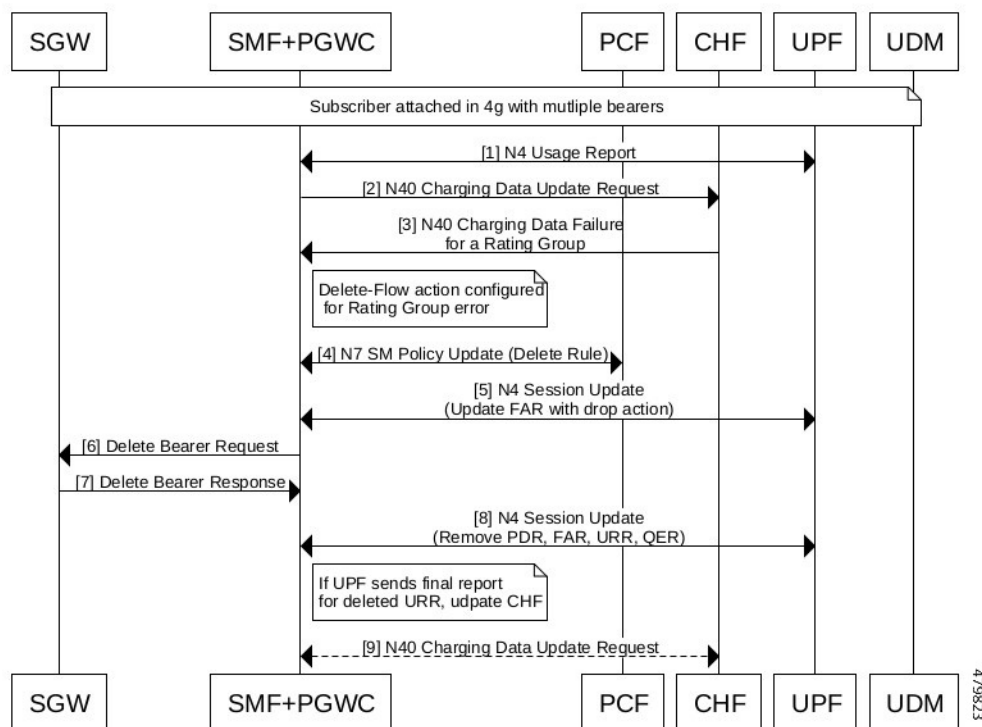 SGW SMF+PGWC PCF CHF UPF UDM
Subscriber attached in 4g with mutliple bearers
[1] N4 Usage Report
[2] N40 Charging Data Update Request
[3] N40 Charging Data Failure
for a Rating Group
Delete-Flow action configured
for Rating Group error
[4] N7 SM Policy Update (Delete Rule)
[5] N4 Session Update
(Update FAR with drop action)
[6] Delete Bearer Request
[7] Delete Bearer Response
[8] N4 Session Update
(Remove PDR, FAR, URR, QER)
If UPF sends final report
for deleted URR, udpate CHF
[9] N40 Charging Data Update Request
SGW SMF+PGWC PCF CHF UPF UDM
479823